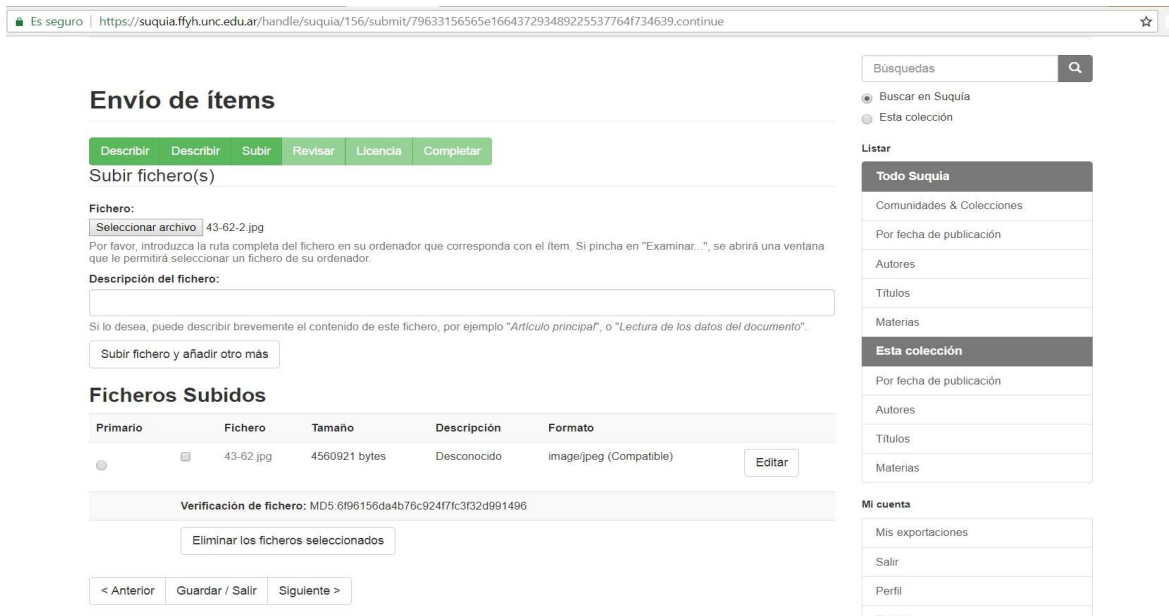 Es seguro | https://suquia.ffyh.unc.edu.ar/handle/suquia/156/submit/79633156565e166437293489225537764f734639.continue
Envío de ítems
Describir Describir Subir Revisar Licencia Completar
Subir fichero(s)
Fichero:
Seleccionar archivo 43-62-2.jpg
Por favor, introduzca la ruta completa del fichero en su ordenador que corresponda con el ítem. Si pincha en "Examinar...", se abrirá una ventana
que le permitirá seleccionar un fichero de su ordenador.
Descripción del fichero:
Si lo desea, puede describir brevemente el contenido de este fichero, por ejemplo "Artículo principal", o "Lectura de los datos del documento".
Subir fichero y añadir otro más
Ficheros Subidos
Primario Fichero Tamaño Descripción Formato
43-62.jpg 4560921 bytes Desconocido image/jpeg (Compatible) Editar
Verificación de fichero: MD5:6f96156da4b76c924f7fc3f32d991496
Eliminar los ficheros seleccionados
< Anterior Guardar / Salir Siguiente >
Búsquedas
Buscar en Suquía
Esta colección
Listar
Todo Suquía
Comunidades & Colecciones
Por fecha de publicación
Autores
Títulos
Materias
Esta colección
Por fecha de publicación
Autores
Títulos
Materias
Mi cuenta
Mis exportaciones
Salir
Perfil